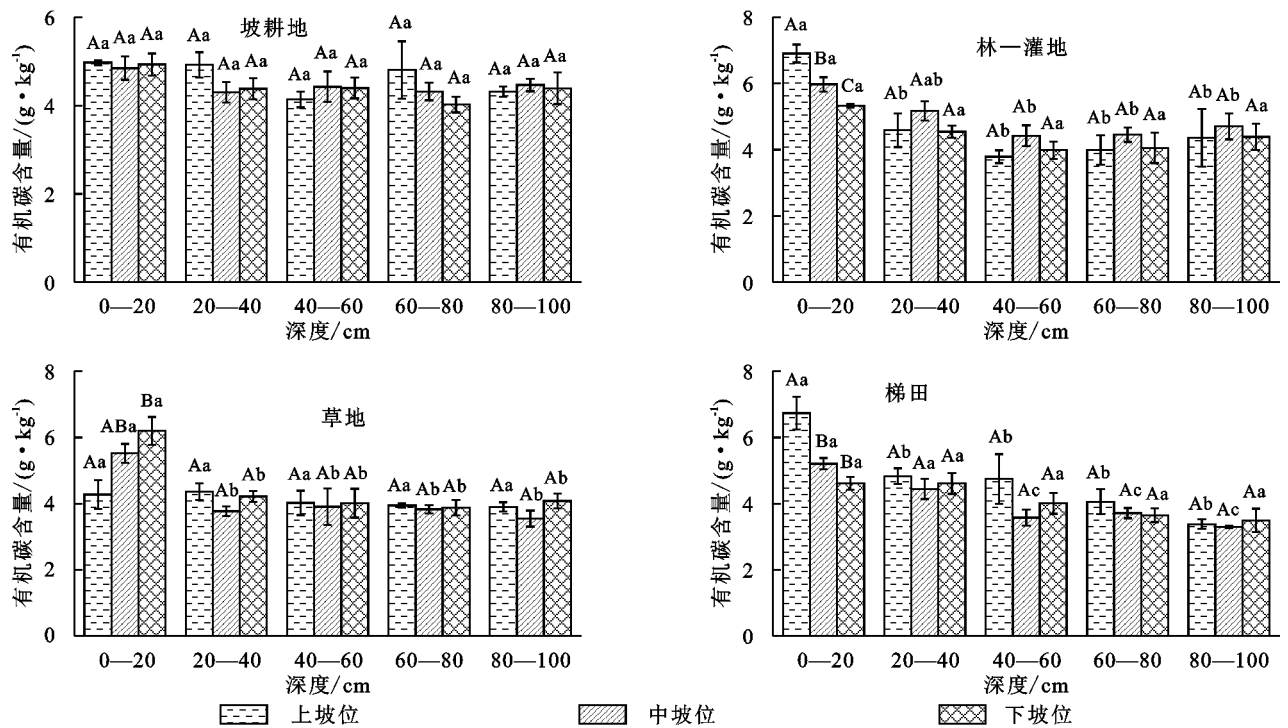 坡耕地
有机碳含量/(g·kg⁻¹)
6
4
2
0
Aa Aa Aa
Aa Aa Aa
Aa Aa Aa
Aa Aa Aa
Aa Aa Aa
0—20 20—40 40—60 60—80 80—100
深度/cm
林—灌地
有机碳含量/(g·kg⁻¹)
8
6
4
2
0
Aa Ba Ca
Ab Aab Aa
Ab Ab Aa
Ab Ab Aa
Ab Ab Aa
0—20 20—40 40—60 60—80 80—100
深度/cm
草地
有机碳含量/(g·kg⁻¹)
8
6
4
2
0
Aa ABa Ba
Aa Ab Ab
Aa Ab Ab
Aa Ab Ab
Aa Ab Ab
0—20 20—40 40—60 60—80 80—100
深度/cm
梯田
有机碳含量/(g·kg⁻¹)
8
6
4
2
0
Aa Ba Ba
Ab Aa Aa
Ab Ac Aa
Ab Ac Aa
Ab Ac Aa
0—20 20—40 40—60 60—80 80—100
深度/cm
上坡位 中坡位 下坡位